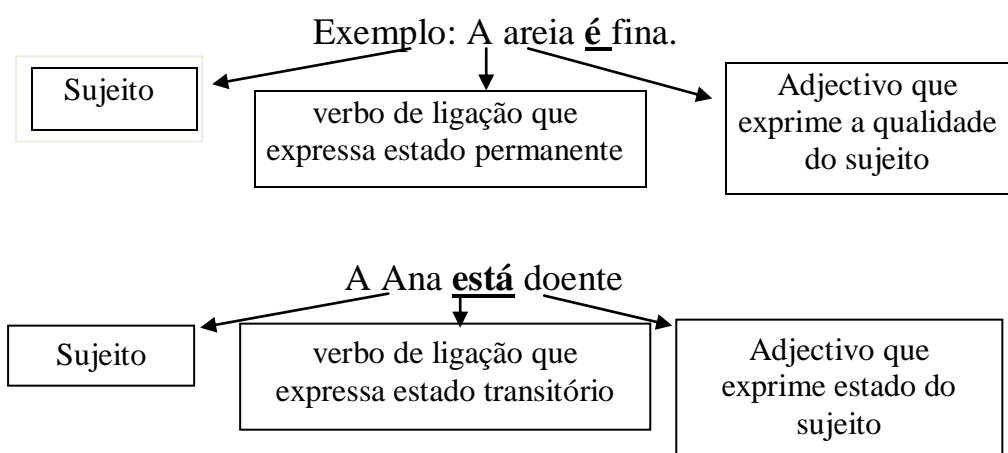 Exemplo: A areia é fina.
Sujeito
verbo de ligação que
expressa estado permanente
Adjectivo que
exprime a qualidade
do sujeito
A Ana está doente
Sujeito
verbo de ligação que
expressa estado transitório
Adjectivo que
exprime estado do
sujeito